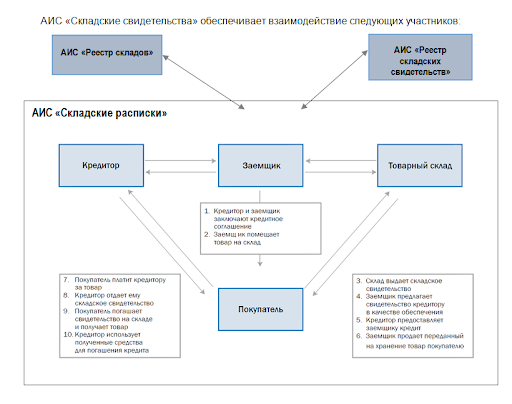 АИС «Складские свидетельства» обеспечивает взаимодействие следующих участников:
АИС «Реестр складов»
АИС «Реестр
складских
свидетельств»
АИС «Складские расписки»
Кредитор
Заемщик
Товарный склад
1. Кредитор и заемщик
заключают кредитное
соглашение
2. Заемщ ик помещает
товар на склад
Покупатель
7. Покупатель платит кредитору
за товар
8. Кредитор отдает ему
складское свидетельство
9. Покупатель погашает
свидетельство на складе
и получает товар
10. Кредитор использует
полученные средства
для погашения кредита
3. Склад выдает складское
свидетельство
4. Заемщик предлагает
свидетельство кредитору
в качестве обеспечения
5. Кредитор предоставляет
заемщику кредит
6. Заемщик продает переданный
на хранение товар покупателю